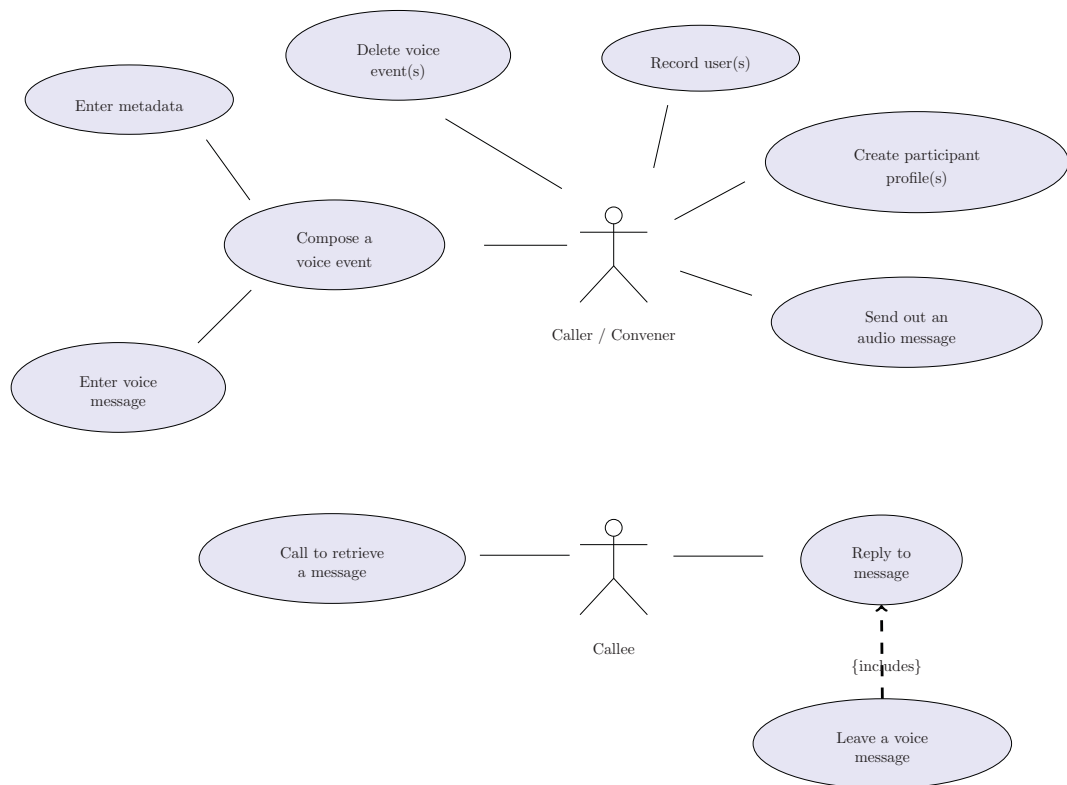 Delete voice
event(s)
Record user(s)
Enter metadata
Create participant
profile(s)
Compose a
voice event
Send out an
audio message
Caller / Convener
Enter voice
message
Call to retrieve
a message
Reply to
message
Callee
{includes}
Leave a voice
message